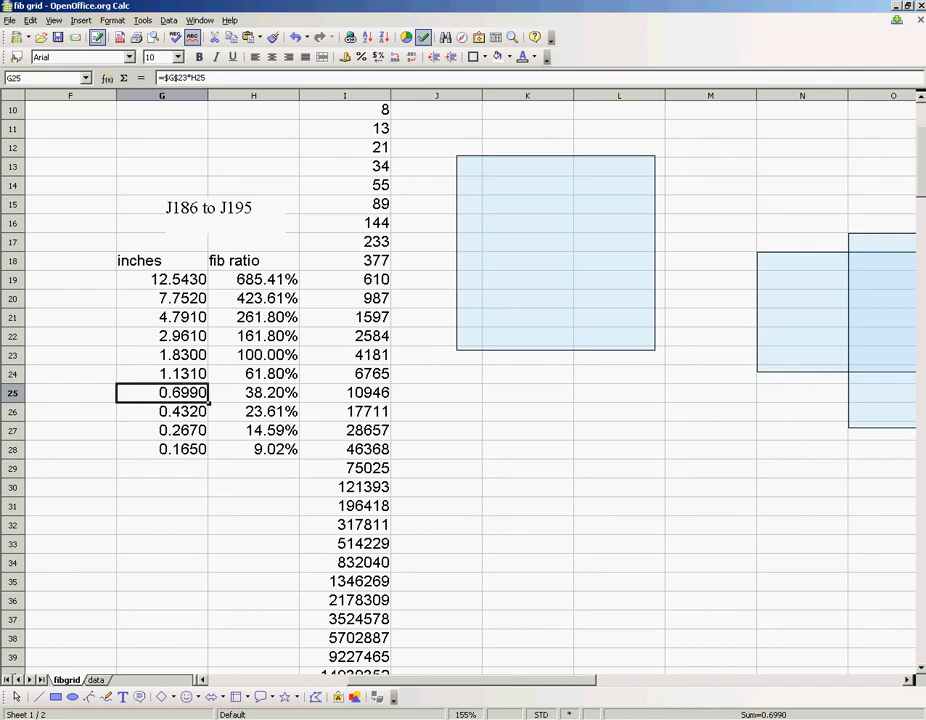 fib grid - OpenOffice.org Calc
File Edit View Insert Format Tools Data Window Help
Arial 10 B I U
G25 =$G$23*H25
F G H I J K L M N O
10 8
11 13
12 21
13 34
14 55
15 J186 to J195 89
16 144
17 233
18 inches fib ratio 377
19 12.5430 685.41% 610
20 7.7520 423.61% 987
21 4.7910 261.80% 1597
22 2.9610 161.80% 2584
23 1.8300 100.00% 4181
24 1.1310 61.80% 6765
25 0.6990 38.20% 10946
26 0.4320 23.61% 17711
27 0.2670 14.59% 28657
28 0.1650 9.02% 46368
29 75025
30 121393
31 196418
32 317811
33 514229
34 832040
35 1346269
36 2178309
37 3524578
38 5702887
39 9227465
fibgrid data
Sheet 1 / 2 Default 155% STD * Sum=0.6990